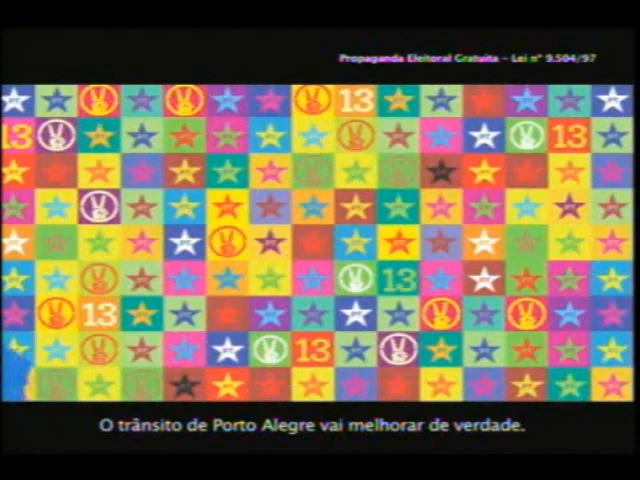 Propaganda Eleitoral Gratuita - Lei nº 9.504/97
13
13 13
13
13
13
O trânsito de Porto Alegre vai melhorar de verdade.